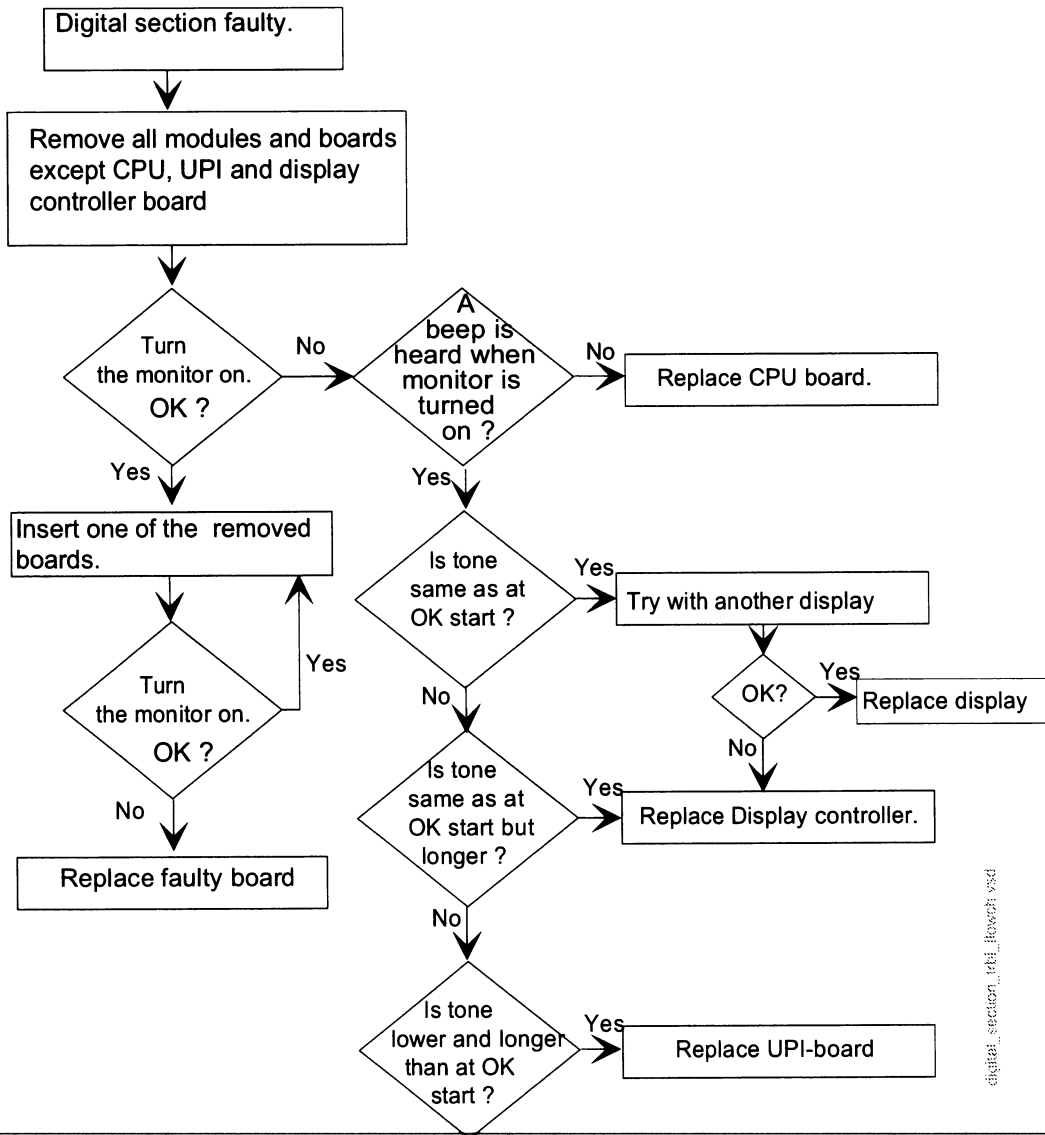 Digital section faulty.
Remove all modules and boards
except CPU, UPI and display
controller board
Turn
the monitor on.
OK ?
No
A
beep is
heard when
monitor is
turned
on ?
No
Replace CPU board.
Yes
Yes
Insert one of the removed
boards.
Is tone
same as at
OK start ?
Yes
Try with another display
Turn
the monitor on.
OK ?
Yes
No
OK?
Yes
Replace display
No
No
Is tone
same as at
OK start but
longer ?
Yes
Replace Display controller.
Replace faulty board
No
Is tone
lower and longer
than at OK
start ?
Yes
Replace UPI-board
digital_section_trbl_flowch.vsd